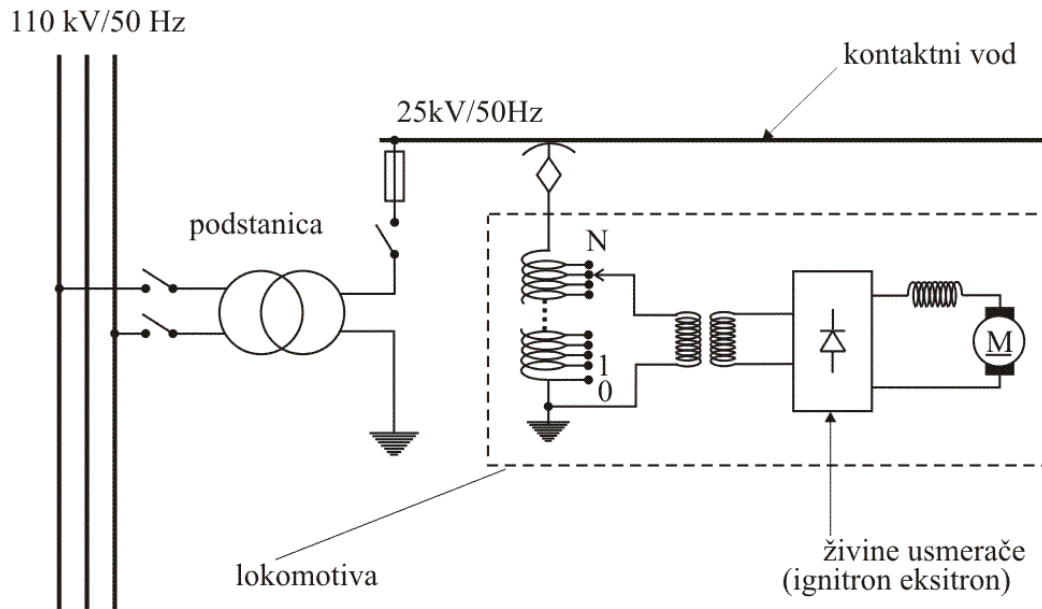 110 kV/50 Hz
kontaktni vod
25kV/50Hz
podstanica
N
1
0
M
lokomotiva
živine usmerače
(ignitron eksitron)